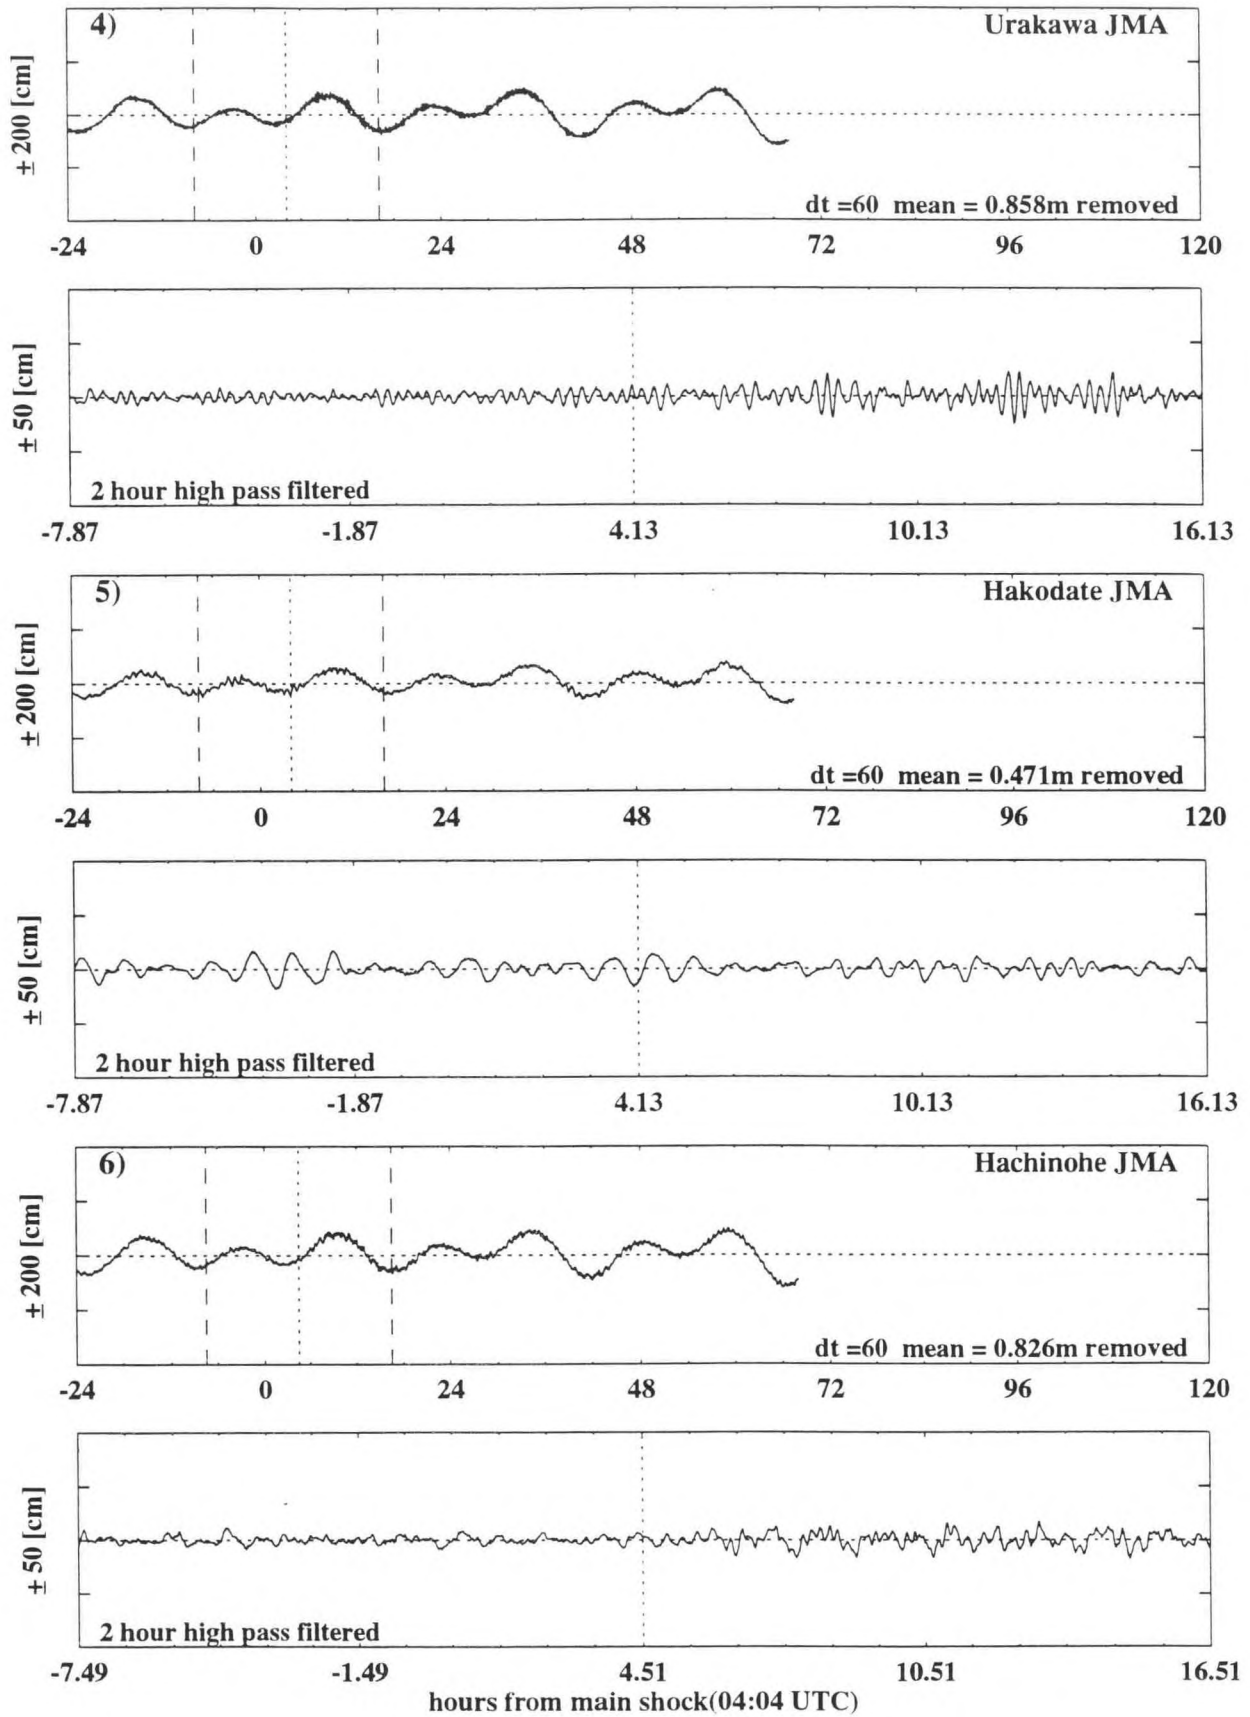 4)
Urakawa JMA
± 200 [cm]
dt =60 mean = 0.858m removed
-24 0 24 48 72 96 120
± 50 [cm]
2 hour high pass filtered
-7.87 -1.87 4.13 10.13 16.13
5)
Hakodate JMA
± 200 [cm]
dt =60 mean = 0.471m removed
-24 0 24 48 72 96 120
± 50 [cm]
2 hour high pass filtered
-7.87 -1.87 4.13 10.13 16.13
6)
Hachinohe JMA
± 200 [cm]
dt =60 mean = 0.826m removed
-24 0 24 48 72 96 120
± 50 [cm]
2 hour high pass filtered
-7.49 -1.49 4.51 10.51 16.51
hours from main shock(04:04 UTC)